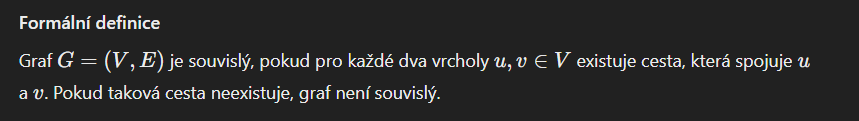 Formální definice
Graf G = (V, E) je souvislý, pokud pro každé dva vrcholy u, v ∈ V existuje cesta, která spojuje u
a v. Pokud taková cesta neexistuje, graf není souvislý.